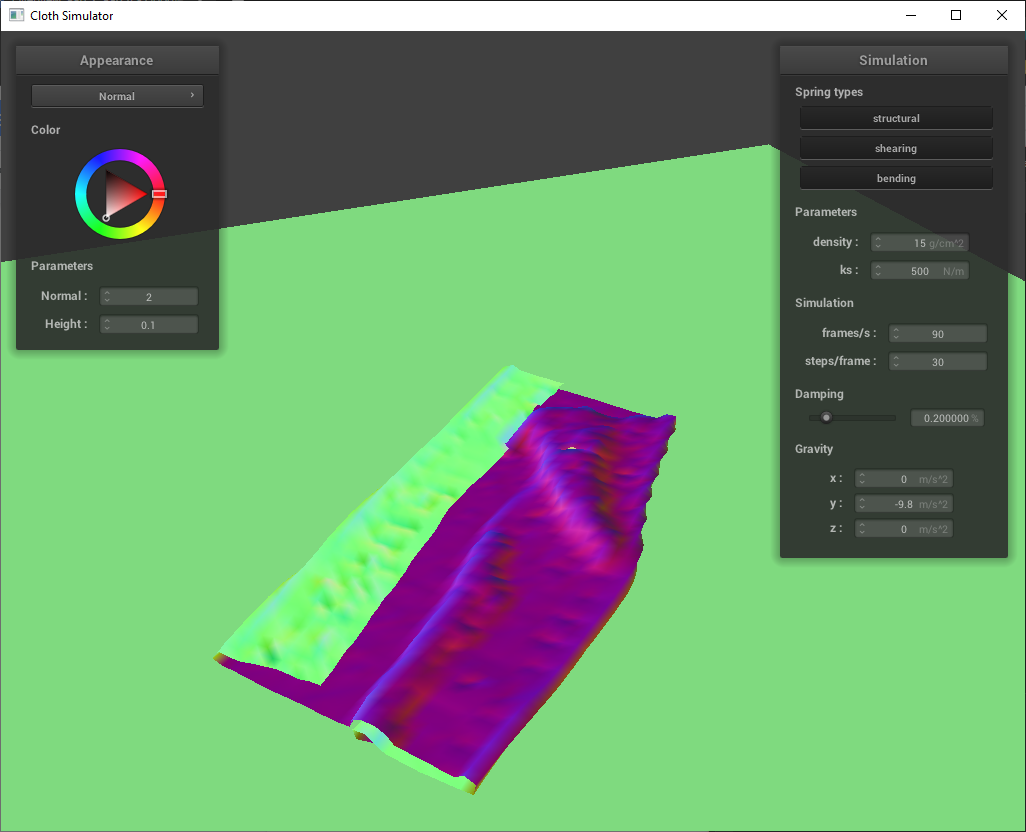 Cloth Simulator
Appearance
Normal
Color
Parameters
Normal : 2
Height : 0.1
Simulation
Spring types
structural
shearing
bending
Parameters
density : 15 g/cm^2
ks : 500 N/m
Simulation
frames/s : 90
steps/frame : 30
Damping
0.200000 %
Gravity
x : 0 m/s^2
y : -9.8 m/s^2
z : 0 m/s^2